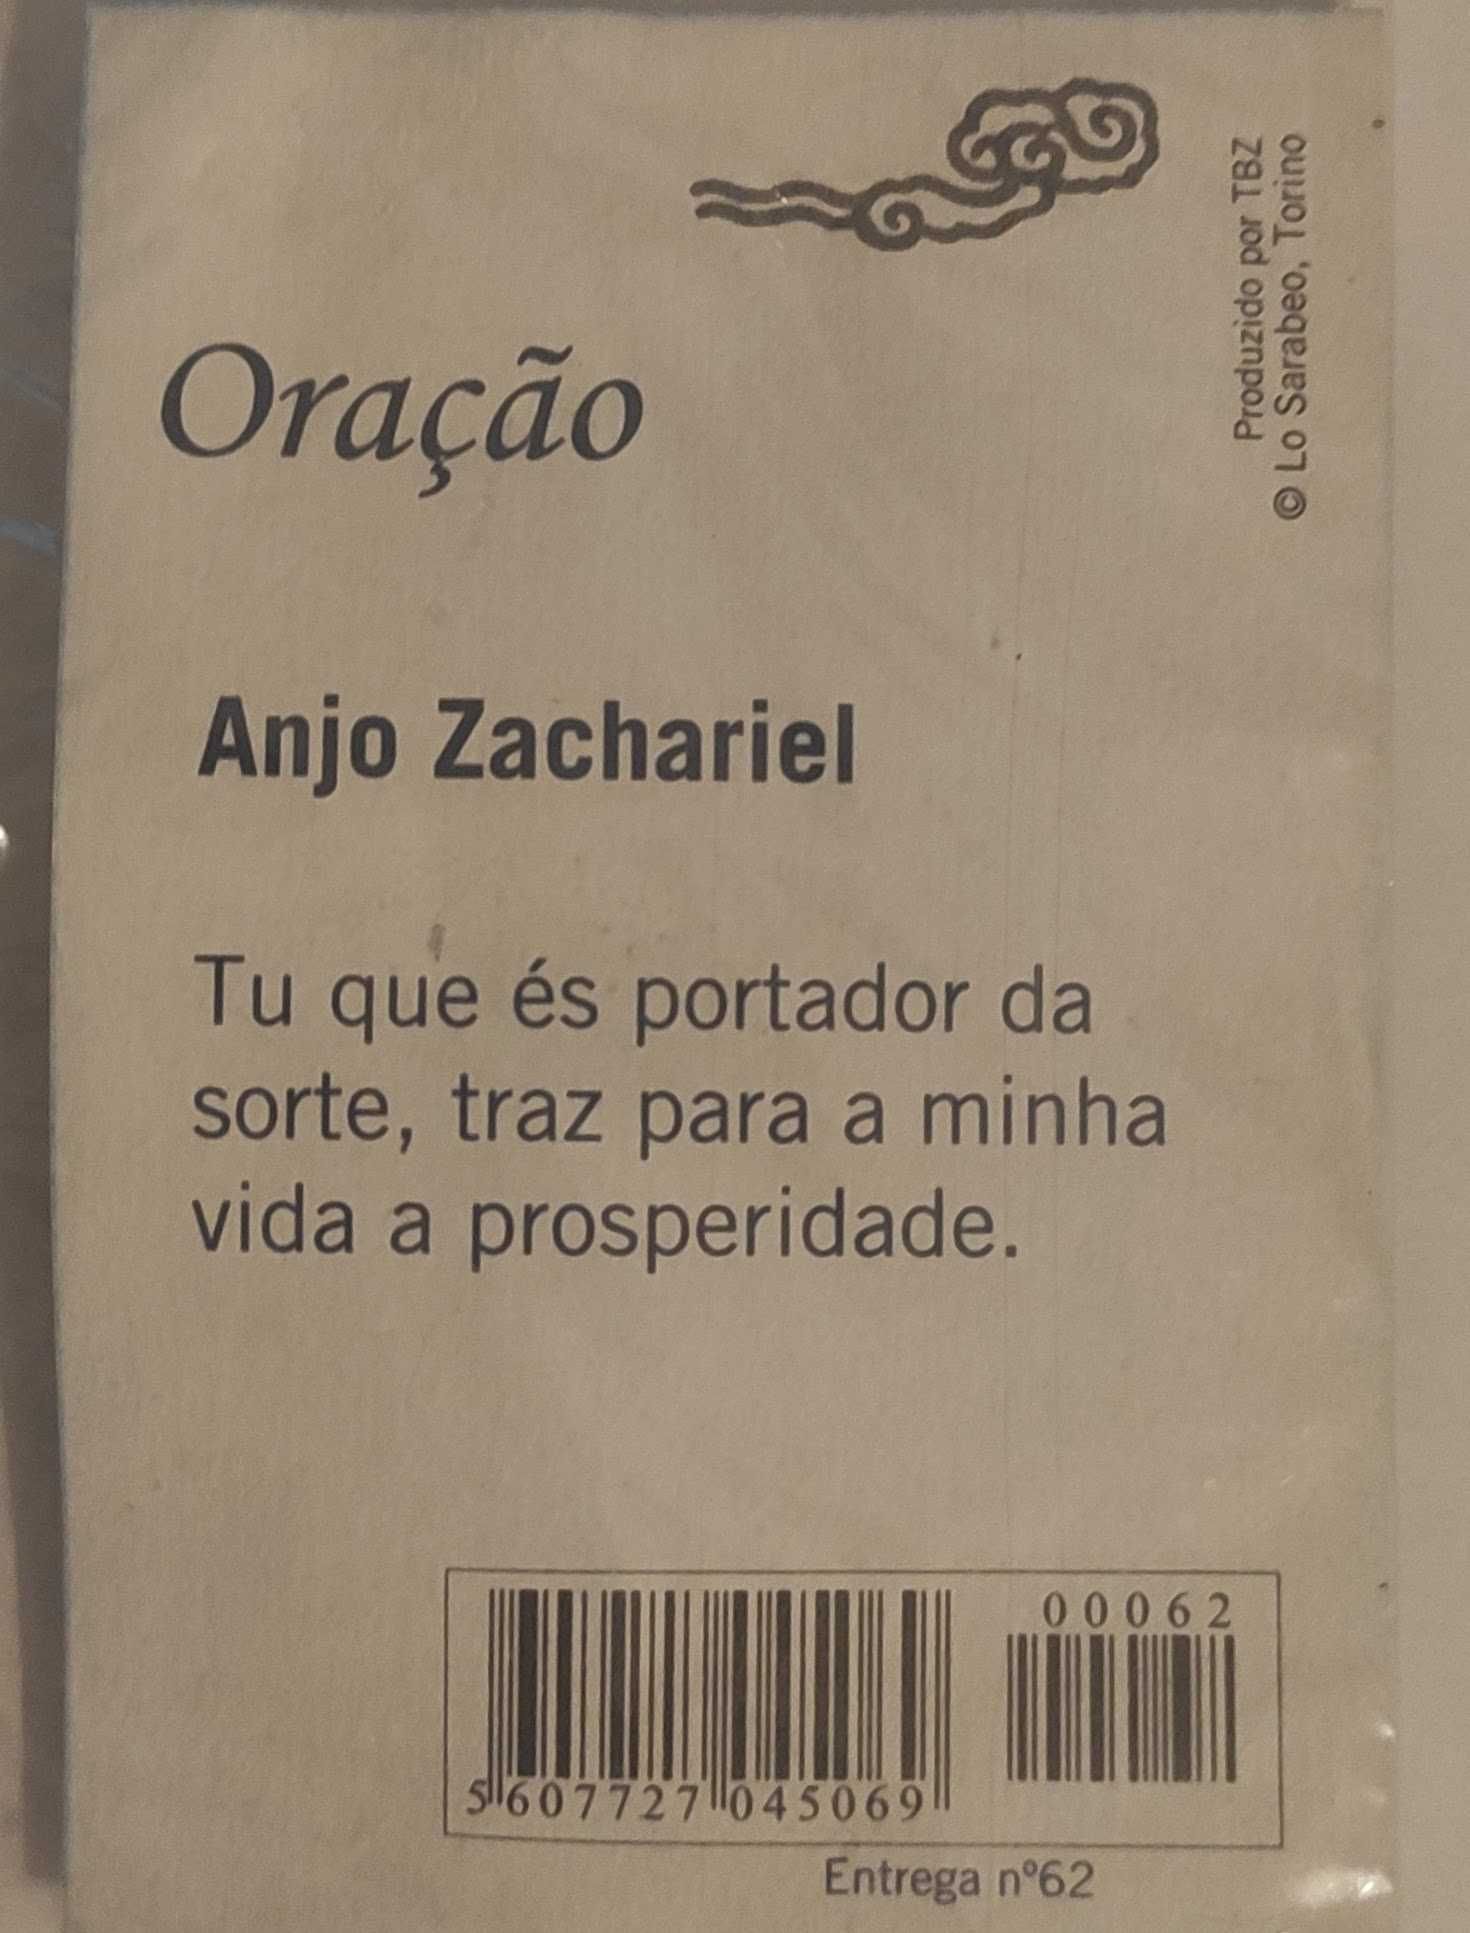 Produzido por TBZ
© Lo Sarabeo, Torino
Oração
Anjo Zachariel
Tu que és portador da
sorte, traz para a minha
vida a prosperidade.
00062
5 607727 045069
Entrega nº62